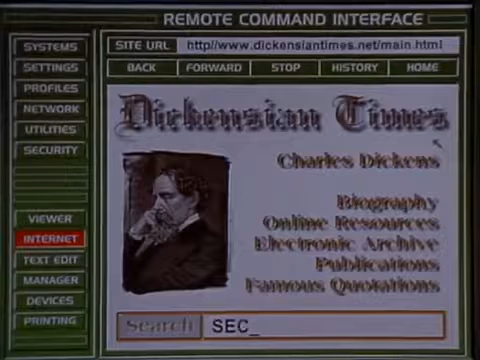 REMOTE COMMAND INTERFACE
SYSTEMS
SETTINGS
PROFILES
NETWORK
UTILITIES
SECURITY
VIEWER
INTERNET
TEXT EDIT
MANAGER
DEVICES
PRINTING
SITE URL http//www.dickensiantimes.net/main.html
BACK FORWARD STOP HISTORY HOME
Dickensian Times
Charles Dickens
Biography
Online Resources
Electronic Archive
Publications
Famous Quotations
Search SEC_